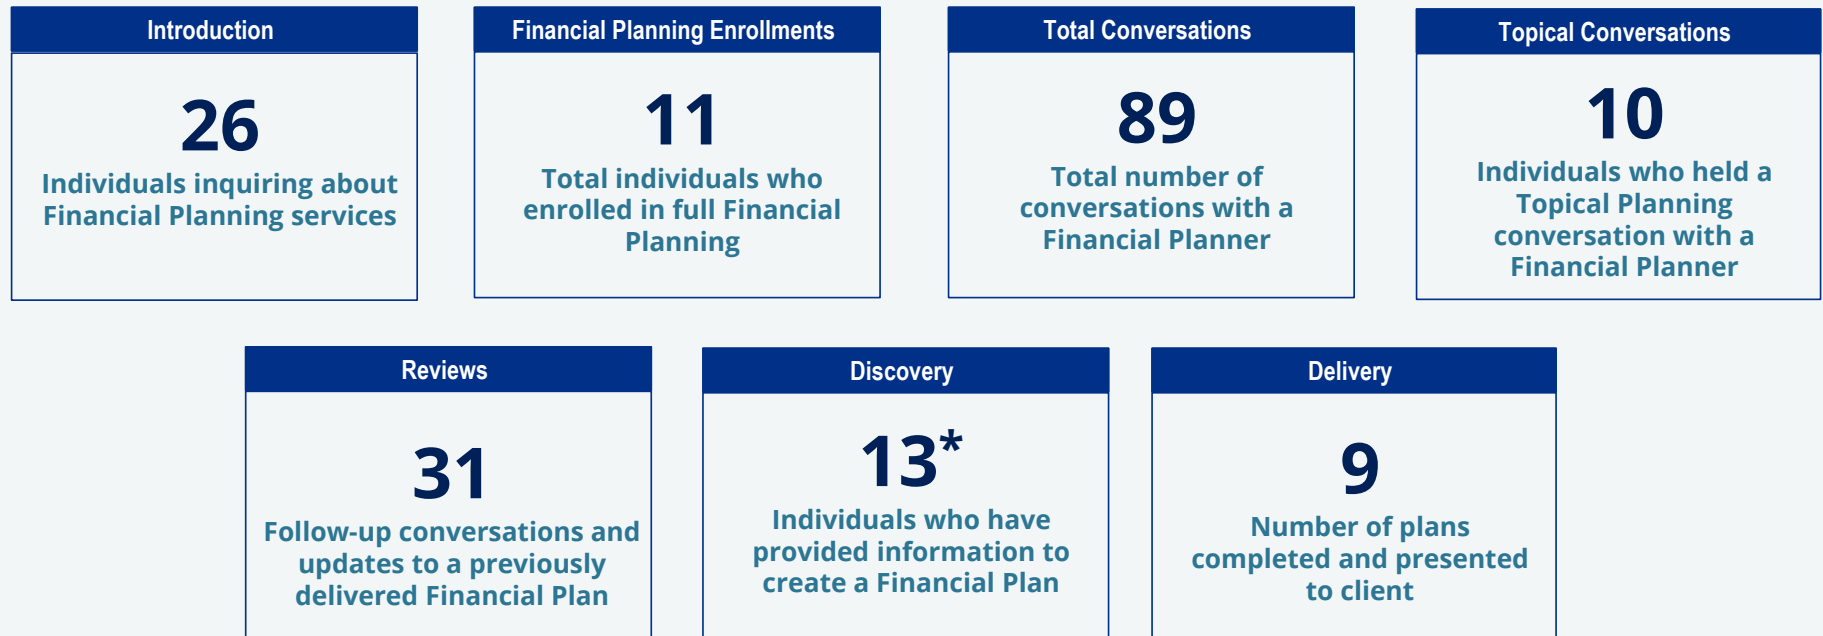 Introduction
26
Individuals inquiring about
Financial Planning services
Financial Planning Enrollments
11
Total individuals who
enrolled in full Financial
Planning
Total Conversations
89
Total number of
conversations with a
Financial Planner
Topical Conversations
10
Individuals who held a
Topical Planning
conversation with a
Financial Planner
Reviews
31
Follow-up conversations and
updates to a previously
delivered Financial Plan
Discovery
13*
Individuals who have
provided information to
create a Financial Plan
Delivery
9
Number of plans
completed and presented
to client